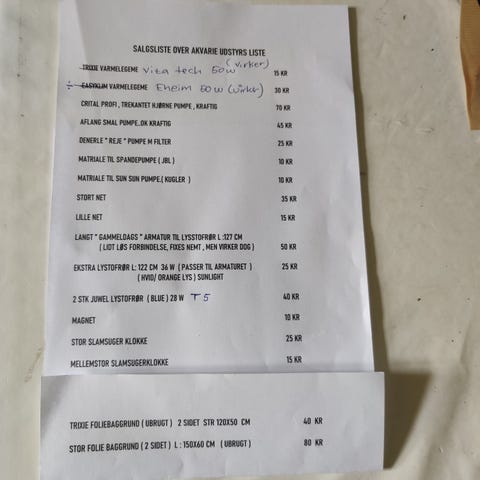 SALGSLISTE OVER AKVARIE UDSTYRS LISTE
TRIXIE VARMELEGEME Vita tech 50w (virker) 15 KR
÷ EASYKLIM VARMELEGEME Eheim 50w (virker) 30 KR
CRITAL PROFI , TREKANTET HJØRNE PUMPE , KRAFTIG 70 KR
AFLANG SMAL PUMPE..OK KRAFTIG 45 KR
DENERLE " REJE " PUMPE M FILTER 25 KR
MATRIALE TIL SPANDEPUMPE ( JBL ) 10 KR
MATRIALE TIL SUN SUN PUMPE.( KUGLER ) 10 KR
STORT NET 35 KR
LILLE NET 15 KR
LANGT " GAMMELDAGS" ARMATUR TIL LYSSTOFRØR L :127 CM
( LIDT LØS FORBINDELSE, FIXES NEMT , MEN VIRKER DOG ) 50 KR
EKSTRA LYSTOFRØR L: 122 CM 36 W ( PASSER TIL ARMATURET ) 25 KR
( HVID/ ORANGE LYS ) SUNLIGHT
2 STK JUWEL LYSTOFRØR ( BLUE ) 28 W T5 40 KR
MAGNET 10 KR
STOR SLAMSUGER KLOKKE 25 KR
MELLEMSTOR SLAMSUGERKLOKKE 15 KR
TRIXIE FOLIEBAGGRUND ( UBRUGT ) 2 SIDET STR 120X50 CM 40 KR
STOR FOLIE BAGGRUND ( 2 SIDET ) L : 150X60 CM ( UBRUGT ) 80 KR